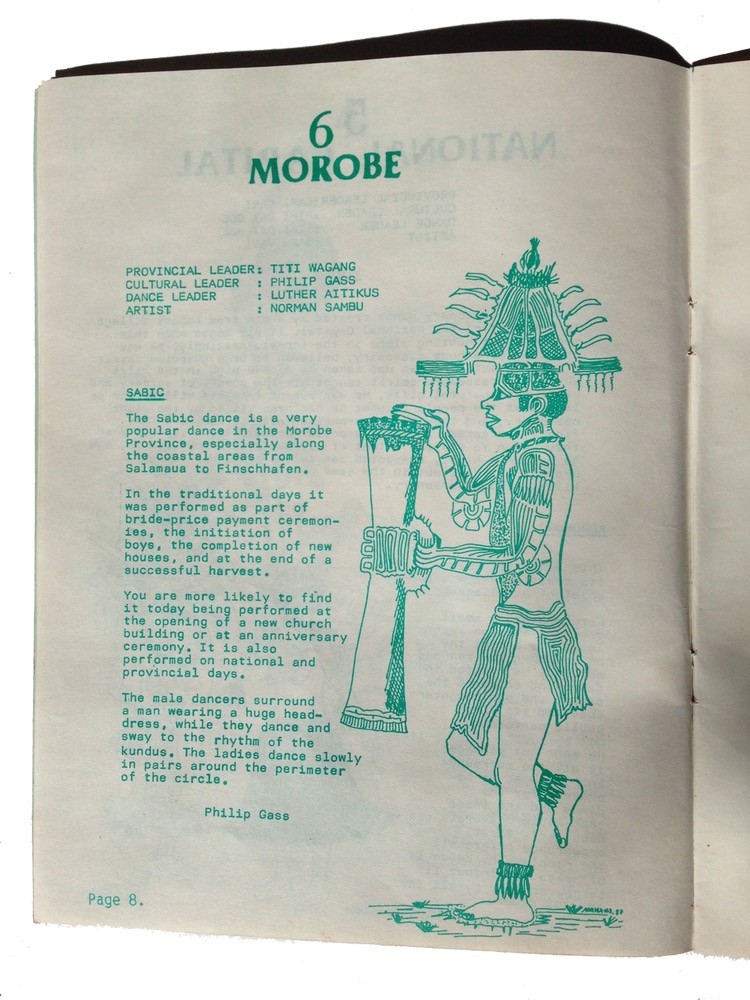 6
MOROBE
PROVINCIAL LEADER: TITI WAGANG
CULTURAL LEADER : PHILIP GASS
DANCE LEADER : LUTHER AITIKUS
ARTIST : NORMAN SAMBU
SABIC
The Sabic dance is a very
popular dance in the Morobe
Province, especially along
the coastal areas from
Salamaua to Finschhafen.
In the traditional days it
was performed as part of
bride-price payment ceremon-
ies, the initiation of
boys, the completion of new
houses, and at the end of a
successful harvest.
You are more likely to find
it today being performed at
the opening of a new church
building or at an anniversary
ceremony. It is also
performed on national and
provincial days.
The male dancers surround
a man wearing a huge head-
dress, while they dance and
sway to the rhythm of the
kundus. The ladies dance slowly
in pairs around the perimeter
of the circle.
Philip Gass
Page 8.